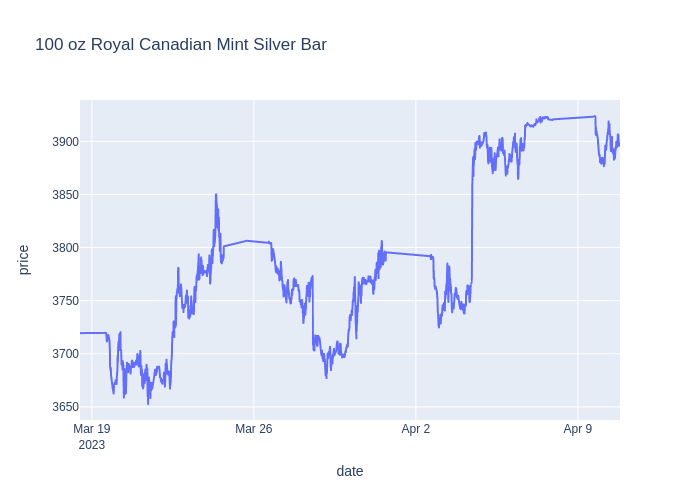 100 oz Royal Canadian Mint Silver Bar
price
3900
3850
3800
3750
3700
3650
Mar 19
2023
Mar 26
Apr 2
Apr 9
date